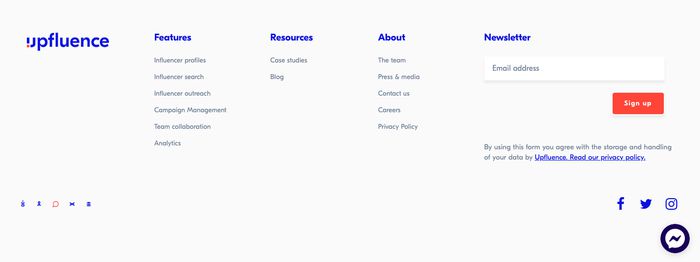 upfluence
Features
Influencer profiles
Influencer search
Influencer outreach
Campaign Management
Team collaboration
Analytics
Resources
Case studies
Blog
About
The team
Press & media
Contact us
Careers
Privacy Policy
Newsletter
Email address
Sign up
By using this form you agree with the storage and handling
of your data by Upfluence. Read our privacy policy.